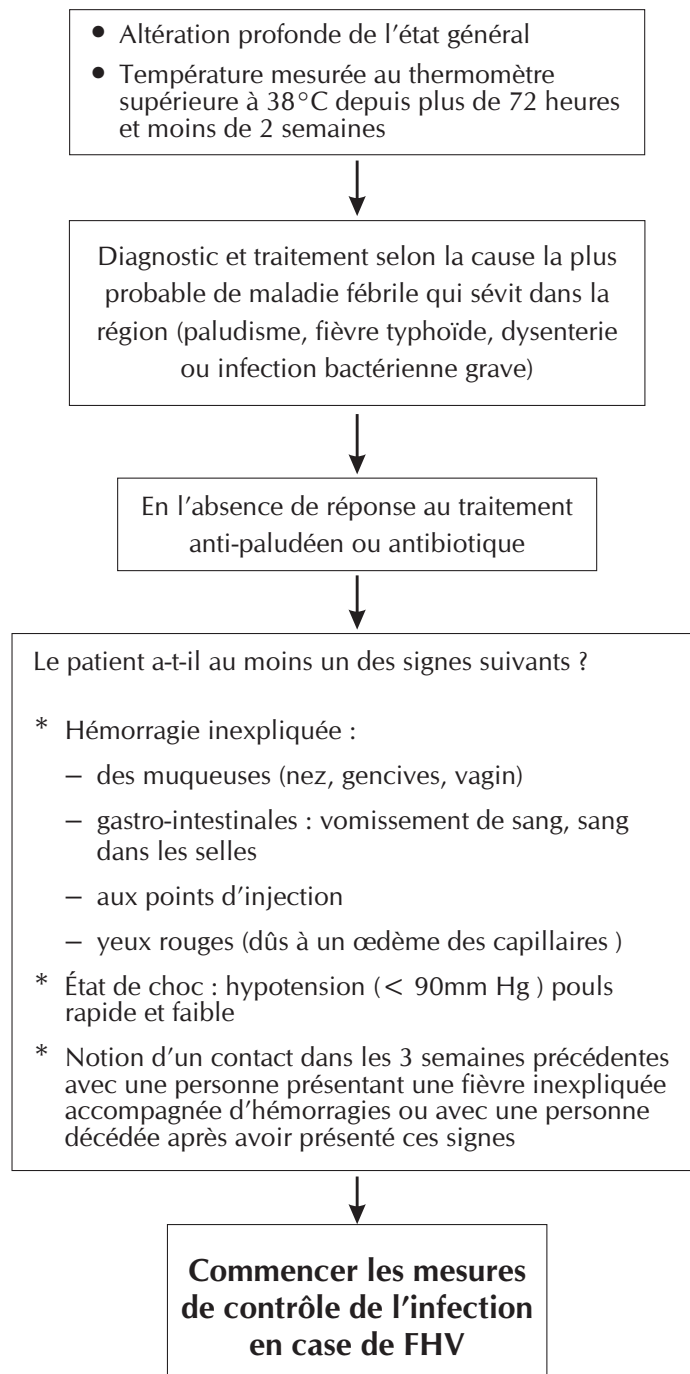 ● Altération profonde de l'état général
● Température mesurée au thermomètre
supérieure à 38°C depuis plus de 72 heures
et moins de 2 semaines
Diagnostic et traitement selon la cause la plus
probable de maladie fébrile qui sévit dans la
région (paludisme, fièvre typhoïde, dysenterie
ou infection bactérienne grave)
En l'absence de réponse au traitement
anti-paludéen ou antibiotique
Le patient a-t-il au moins un des signes suivants ?
* Hémorragie inexpliquée :
– des muqueuses (nez, gencives, vagin)
– gastro-intestinales : vomissement de sang, sang
dans les selles
– aux points d'injection
– yeux rouges (dûs à un œdème des capillaires )
* État de choc : hypotension (< 90mm Hg ) pouls
rapide et faible
* Notion d'un contact dans les 3 semaines précédentes
avec une personne présentant une fièvre inexpliquée
accompagnée d'hémorragies ou avec une personne
décédée après avoir présenté ces signes
Commencer les mesures
de contrôle de l'infection
en case de FHV